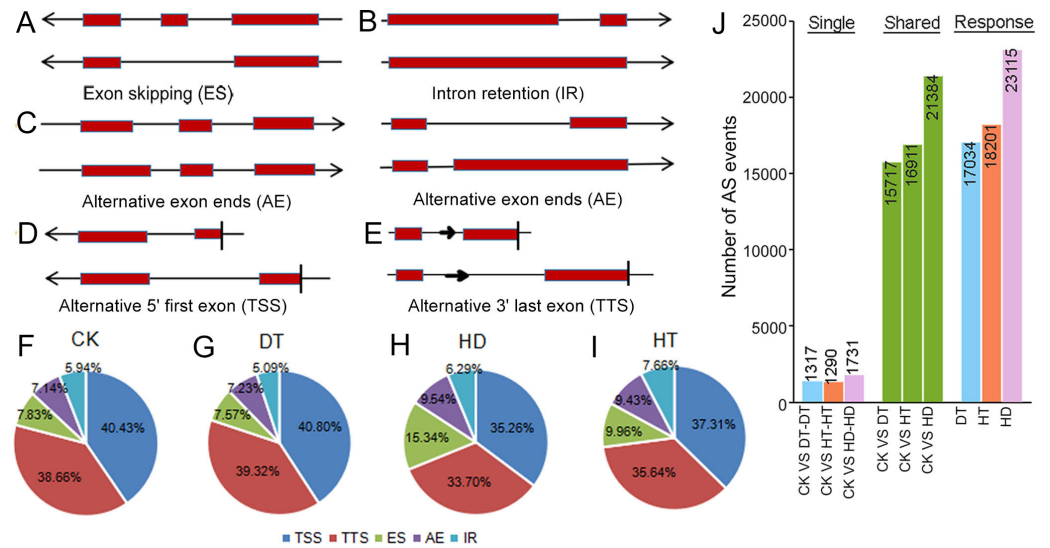 A
B
Exon skipping (ES)
Intron retention (IR)
C
Alternative exon ends (AE)
Alternative exon ends (AE)
D
E
Alternative 5' first exon (TSS)
Alternative 3' last exon (TTS)
F
CK
5.94%
7.14%
7.83%
40.43%
38.66%
G
DT
5.09%
7.23%
7.57%
40.80%
39.32%
H
HD
6.29%
9.54%
15.34%
35.26%
33.70%
I
HT
7.66%
9.43%
9.96%
37.31%
35.64%
TSS TTS ES AE IR
J
Single Shared Response
Number of AS events
25000
20000
15000
10000
5000
0
1317
1290
1731
15717
16911
21384
17034
18201
23115
CK VS DT-DT
CK VS HT-HT
CK VS HD-HD
CK VS DT
CK VS HT
CK VS HD
DT
HT
HD